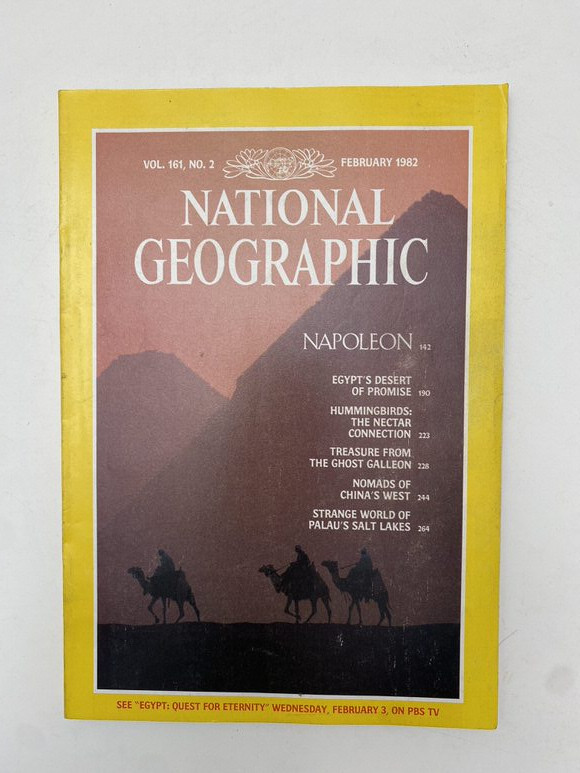 VOL. 161, NO. 2
FEBRUARY 1982
NATIONAL
GEOGRAPHIC
NAPOLEON 142
EGYPT'S DESERT
OF PROMISE 190
HUMMINGBIRDS:
THE NECTAR
CONNECTION 223
TREASURE FROM
THE GHOST GALLEON 228
NOMADS OF
CHINA'S WEST 244
STRANGE WORLD OF
PALAU'S SALT LAKES 264
SEE "EGYPT: QUEST FOR ETERNITY" WEDNESDAY, FEBRUARY 3, ON PBS TV